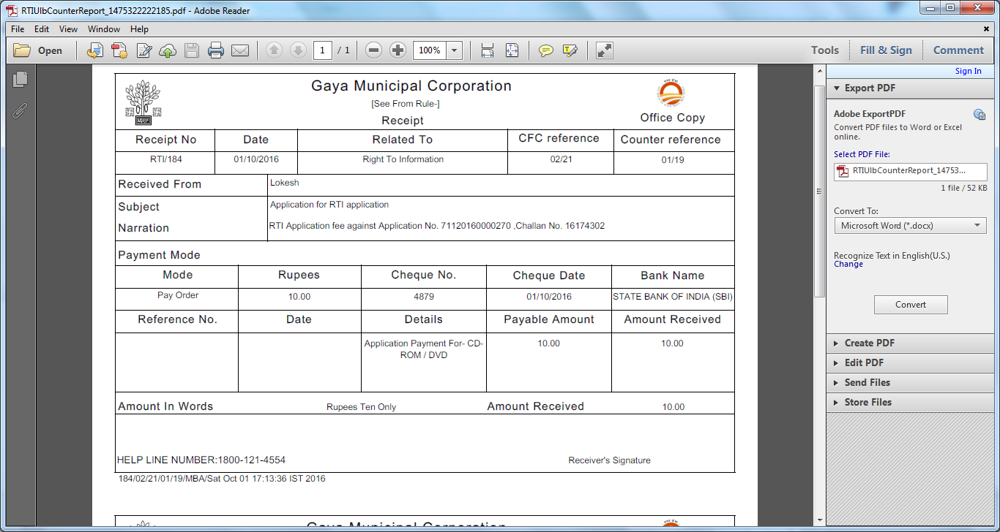 RTIUlbCounterReport_1475322222185.pdf - Adobe Reader
File Edit View Window Help
Open 1 / 1 100% Tools Fill & Sign Comment
Sign In
Export PDF
Adobe ExportPDF
Convert PDF files to Word or Excel
online.
Select PDF File:
RTIUlbCounterReport_14753...
1 file / 52 KB
Convert To:
Microsoft Word (*.docx)
Recognize Text in English(U.S.)
Change
Convert
Create PDF
Edit PDF
Send Files
Store Files
Gaya Municipal Corporation
[See From Rule-]
Receipt
Office Copy
Receipt No Date Related To CFC reference Counter reference
RTI/184 01/10/2016 Right To Information 02/21 01/19
Received From Lokesh
Subject Application for RTI application
Narration RTI Application fee against Application No. 71120160000270 ,Challan No. 16174302
Payment Mode
Mode Rupees Cheque No. Cheque Date Bank Name
Pay Order 10.00 4879 01/10/2016 STATE BANK OF INDIA (SBI)
Reference No. Date Details Payable Amount Amount Received
Application Payment For- CD- 10.00 10.00
ROM / DVD
Amount In Words Rupees Ten Only Amount Received 10.00
HELP LINE NUMBER:1800-121-4554 Receiver's Signature
184/02/21/01/19/MBA/Sat Oct 01 17:13:36 IST 2016
Gaya Municipal Corporation